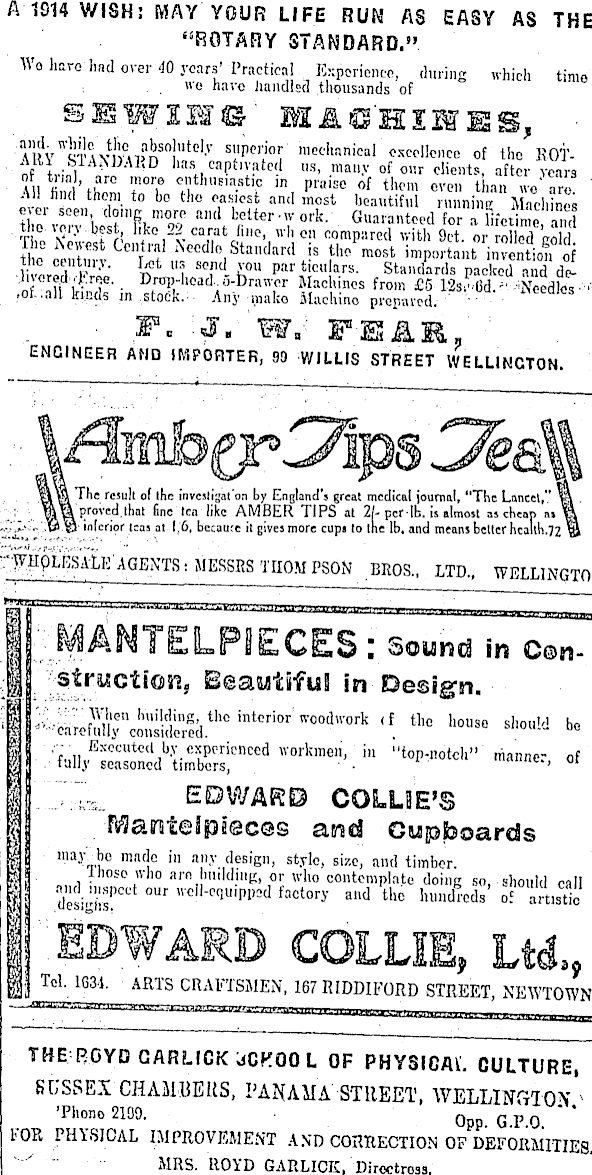 A 1914 WISH: MAY YOUR LIFE RUN AS EASY AS THE
"ROTARY STANDARD."
We have had over 40 years' Practical Experience, during which time
we have handled thousands of
SEWING MACHINES,
and while the absolutely superior mechanical excellence of the ROT-
ARY STANDARD has captivated us, many of our clients, after years
of trial, are more enthusiastic in praise of them even than we are.
All find them to be the easiest and most beautiful running Machines
ever seen, doing more and better work. Guaranteed for a lifetime, and
the very best, like 22 carat fine, when compared with 9ct. or rolled gold.
The Newest Central Needle Standard is the most important invention of
the century. Let us send you particulars. Standards packed and de-
livered Free. Drop-head 5-Drawer Machines from £5 12s. 6d. Needles
of all kinds in stock. Any make Machine prepared.
F. J. W. FEAR,
ENGINEER AND IMPORTER, 99 WILLIS STREET WELLINGTON.
Amber Tips Tea
The result of the investigation by England's great medical journal, "The Lancet,"
proved that fine tea like AMBER TIPS at 2/- per lb. is almost as cheap as
inferior teas at 1/6, because it gives more cups to the lb. and means better health. 72
WHOLESALE AGENTS: MESSRS THOMPSON BROS., LTD., WELLINGTO
MANTELPIECES: Sound in Con-
struction, Beautiful in Design.
When building, the interior woodwork of the house should be
carefully considered.
Executed by experienced workmen, in "top-notch" manner, of
fully seasoned timbers,
EDWARD COLLIE'S
Mantelpieces and Cupboards
may be made in any design, style, size, and timber.
Those who are building, or who contemplate doing so, should call
and inspect our well-equipped factory and the hundreds of artistic
designs.
EDWARD COLLIE, Ltd.,
Tel. 1634. ARTS CRAFTSMEN, 167 RIDDIFORD STREET, NEWTOWN
THE ROYD GARLICK SCHOOL OF PHYSICAL CULTURE,
SUSSEX CHAMBERS, PANAMA STREET, WELLINGTON.
'Phone 2199. Opp. G.P.O.
FOR PHYSICAL IMPROVEMENT AND CORRECTION OF DEFORMITIES.
MRS. ROYD GARLICK, Directress.